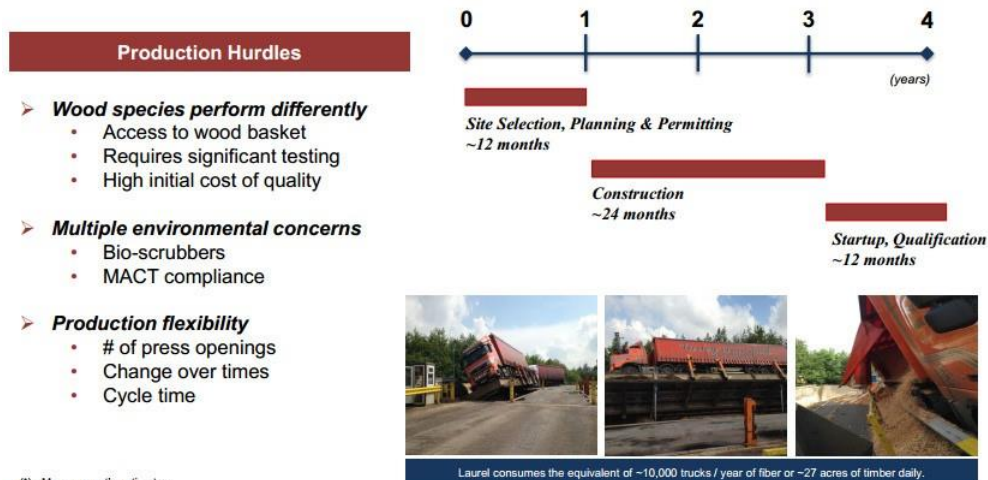 Production Hurdles
Wood species perform differently
Access to wood basket
Requires significant testing
High initial cost of quality
Multiple environmental concerns
Bio-scrubbers
MACT compliance
Production flexibility
# of press openings
Change over times
Cycle time
0 1 2 3 4
(years)
Site Selection, Planning & Permitting
~12 months
Construction
~24 months
Startup, Qualification
~12 months
Laurel consumes the equivalent of ~10,000 trucks / year of fiber or ~27 acres of timber daily.